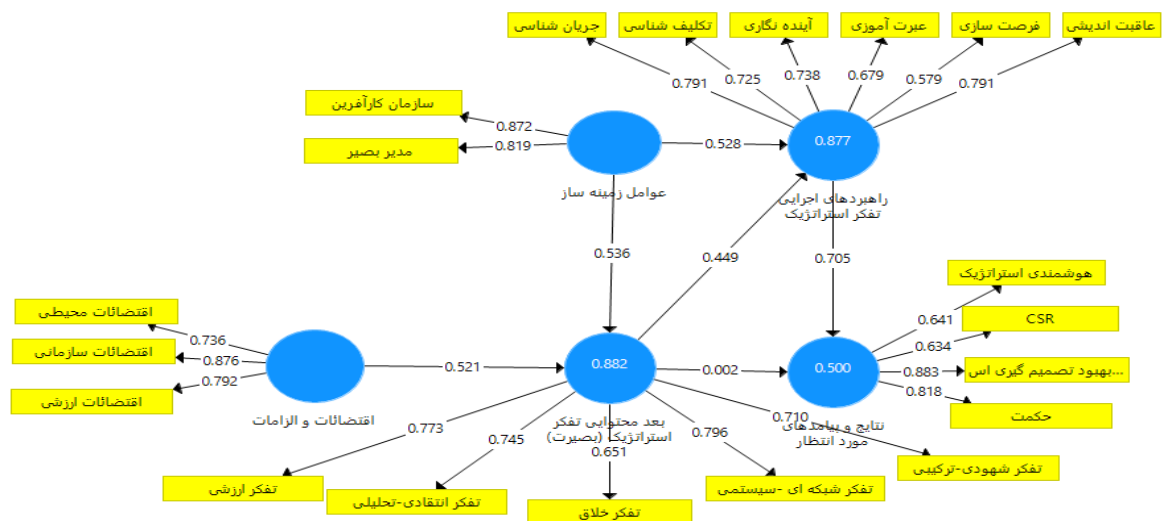 جریان شناسی
تکلیف شناسی
آینده نگاری
عبرت آموزی
فرصت سازی
عاقبت اندیشی
0.791
0.725
0.738
0.679
0.579
0.791
سازمان کارآفرین
0.872
مدیر بصیر
0.819
0.528
0.877
عوامل زمینه ساز
راهبردهای اجرایی
تفکر استراتژیک
0.536
0.449
0.705
هوشمندی استراتژیک
0.641
CSR
0.634
بهبود تصمیم گیری اس...
0.883
حکمت
0.818
اقتضائات محیطی
0.736
اقتضائات سازمانی
0.876
اقتضائات ارزشی
0.792
0.521
0.882
0.002
0.500
اقتضائات و الزامات
بعد محتوایی تفکر
استراتژیک (بصیرت)
نتایج و پیامدهای
مورد انتظار
0.773
0.745
0.651
0.796
0.710
تفکر ارزشی
تفکر انتقادی-تحلیلی
تفکر خلاق
تفکر شبکه ای -سیستمی
تفکر شهودی-ترکیبی